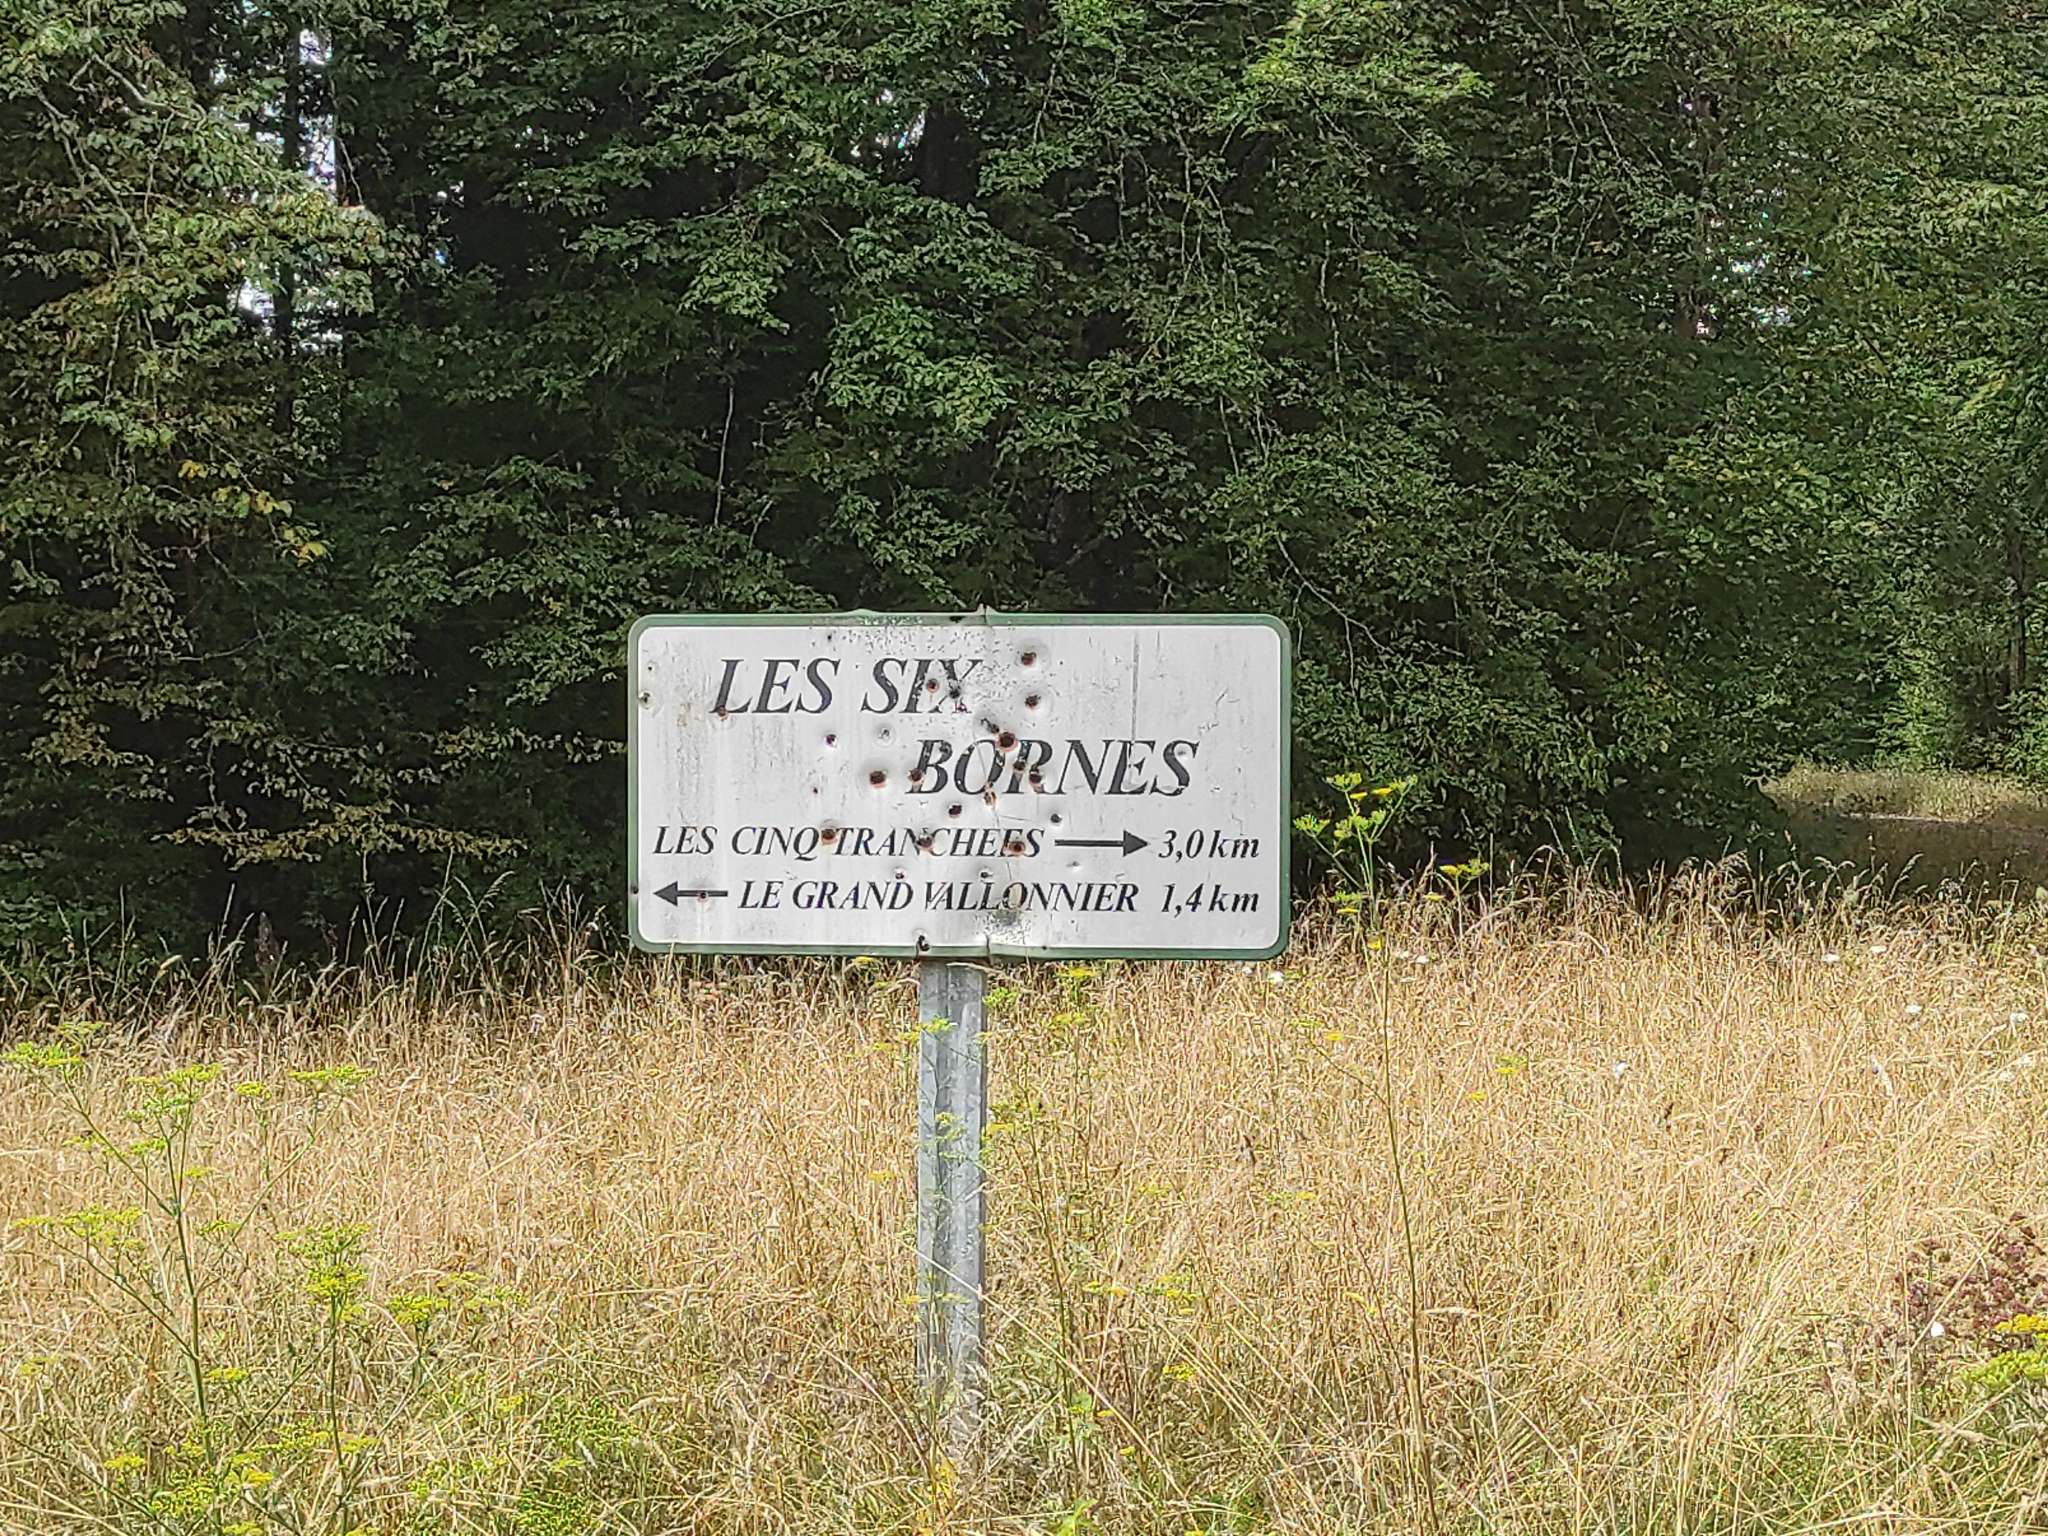 LES SIX
BORNES
LES CINQ TRANCHEES → 3,0 km
← LE GRAND VALLONNIER 1,4 km